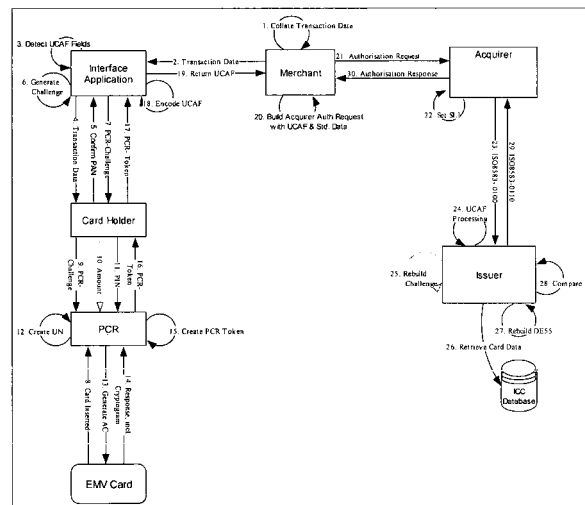 1. Collate Transaction Data
3. Detect UCAF Fields
Interface
Application
2. Transaction Data
19. Return UCAF
Merchant
21. Authorisation Request
30. Authorisation Response
Acquirer
6. Generate
Challenge
18. Encode UCAF
20. Build Acquirer Auth Request
with UCAF & Std. Data
22. Set SLI
4. Transaction Data
5. Confirm PAN
7. PCR-Challenge
17. PCR- Token
23. ISO8583- 0100
29. ISO8583-0110
Card Holder
24. UCAF
Processing
9. PCR-
Challenge
10. Amount
11. PIN
16. PCR-
Token
25. Rebuild
Challenge
Issuer
28. Compare
12. Create UN
PCR
15. Create PCR Token
27. Rebuild DE55
26. Retrieve Card Data
8. Card Inserted
13. Generate AC
14. Response, incl
Cryptogram
ICC
Database
EMV Card